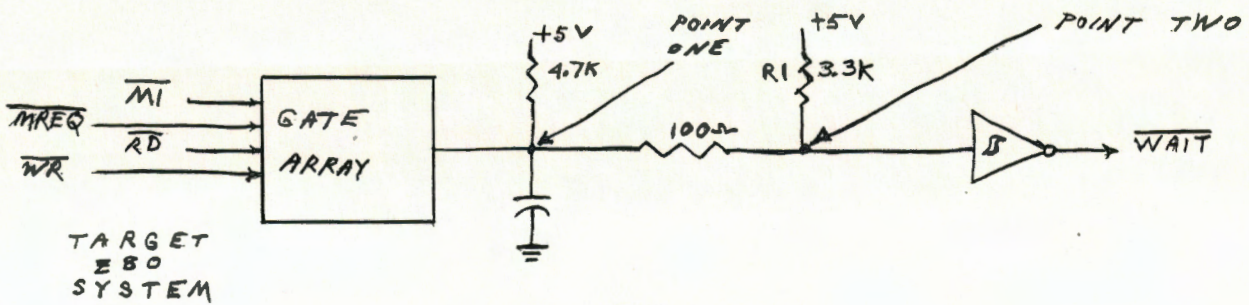 +5V
4.7K
POINT
ONE
+5V
R1 3.3K
POINT TWO
M1
MREQ
RD
WR
GATE
ARRAY
100Ω
WAIT
TARGET
Z80
SYSTEM